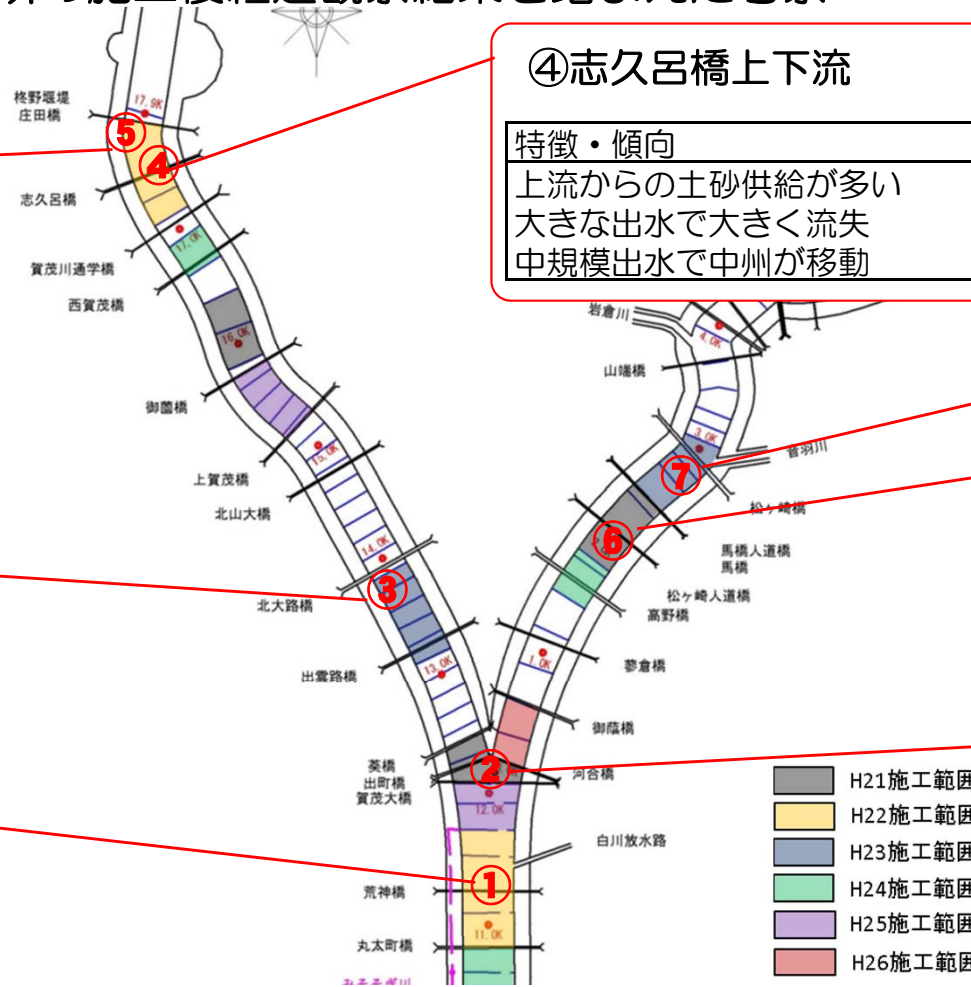 ④志久呂橋上下流
特徴・傾向
上流からの土砂供給が多い
大きな出水で大きく流失
中規模出水で中州が移動
柊野堰堤
庄田橋
17.9K
⑤
④
志久呂橋
17.0K
賀茂川通学橋
西賀茂橋
16.0K
御薗橋
15.0K
上賀茂橋
北山大橋
14.0K
③
北大路橋
出雲路橋
13.0K
岩倉川
4.0K
山端橋
3.0K
音羽川
⑦
松ヶ崎橋
⑥
馬橋人道橋
馬橋
松ヶ崎人道橋
高野橋
1.0K
蓼倉橋
御蔭橋
葵橋
出町橋
賀茂大橋
②
河合橋
12.0K
白川放水路
荒神橋
①
11.0K
丸太町橋
H21施工範囲
H22施工範囲
H23施工範囲
H24施工範囲
H25施工範囲
H26施工範囲